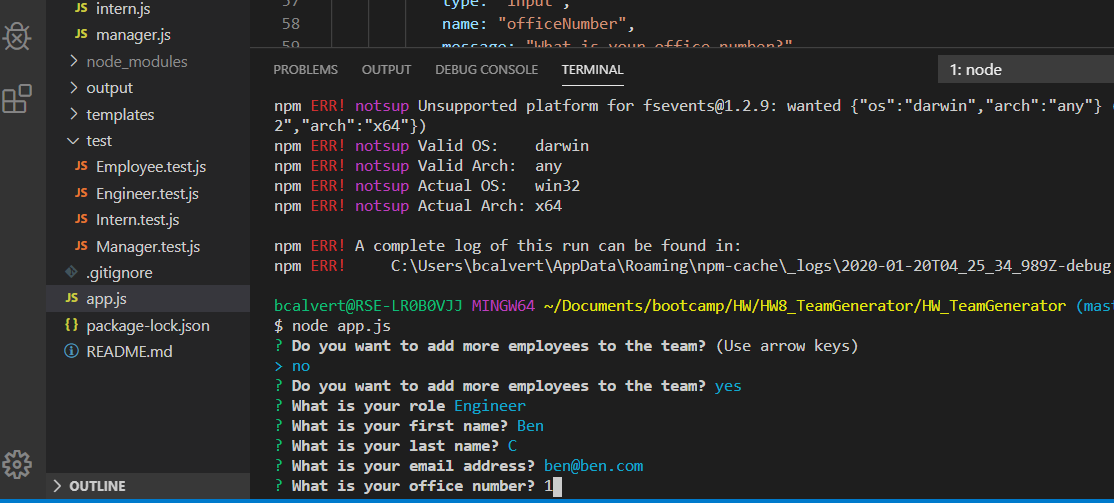 intern.js
manager.js
node_modules
output
templates
test
Employee.test.js
Engineer.test.js
Intern.test.js
Manager.test.js
.gitignore
app.js
package-lock.json
README.md
OUTLINE
57 type: "input",
58 name: "officeNumber",
59 message: "What is your office number?"
PROBLEMS OUTPUT DEBUG CONSOLE TERMINAL 1: node
npm ERR! notsup Unsupported platform for fsevents@1.2.9: wanted {"os":"darwin","arch":"any"} (
2","arch":"x64"})
npm ERR! notsup Valid OS:    darwin
npm ERR! notsup Valid Arch:  any
npm ERR! notsup Actual OS:   win32
npm ERR! notsup Actual Arch: x64
npm ERR! A complete log of this run can be found in:
npm ERR!     C:\Users\bcalvert\AppData\Roaming\npm-cache\_logs\2020-01-20T04_25_34_989Z-debug
bcalvert@RSE-LR0B0VJJ MINGW64 ~/Documents/bootcamp/HW/HW8_TeamGenerator/HW_TeamGenerator (mast
$ node app.js
? Do you want to add more employees to the team? (Use arrow keys)
> no
? Do you want to add more employees to the team? yes
? What is your role Engineer
? What is your first name? Ben
? What is your last name? C
? What is your email address? ben@ben.com
? What is your office number? 1